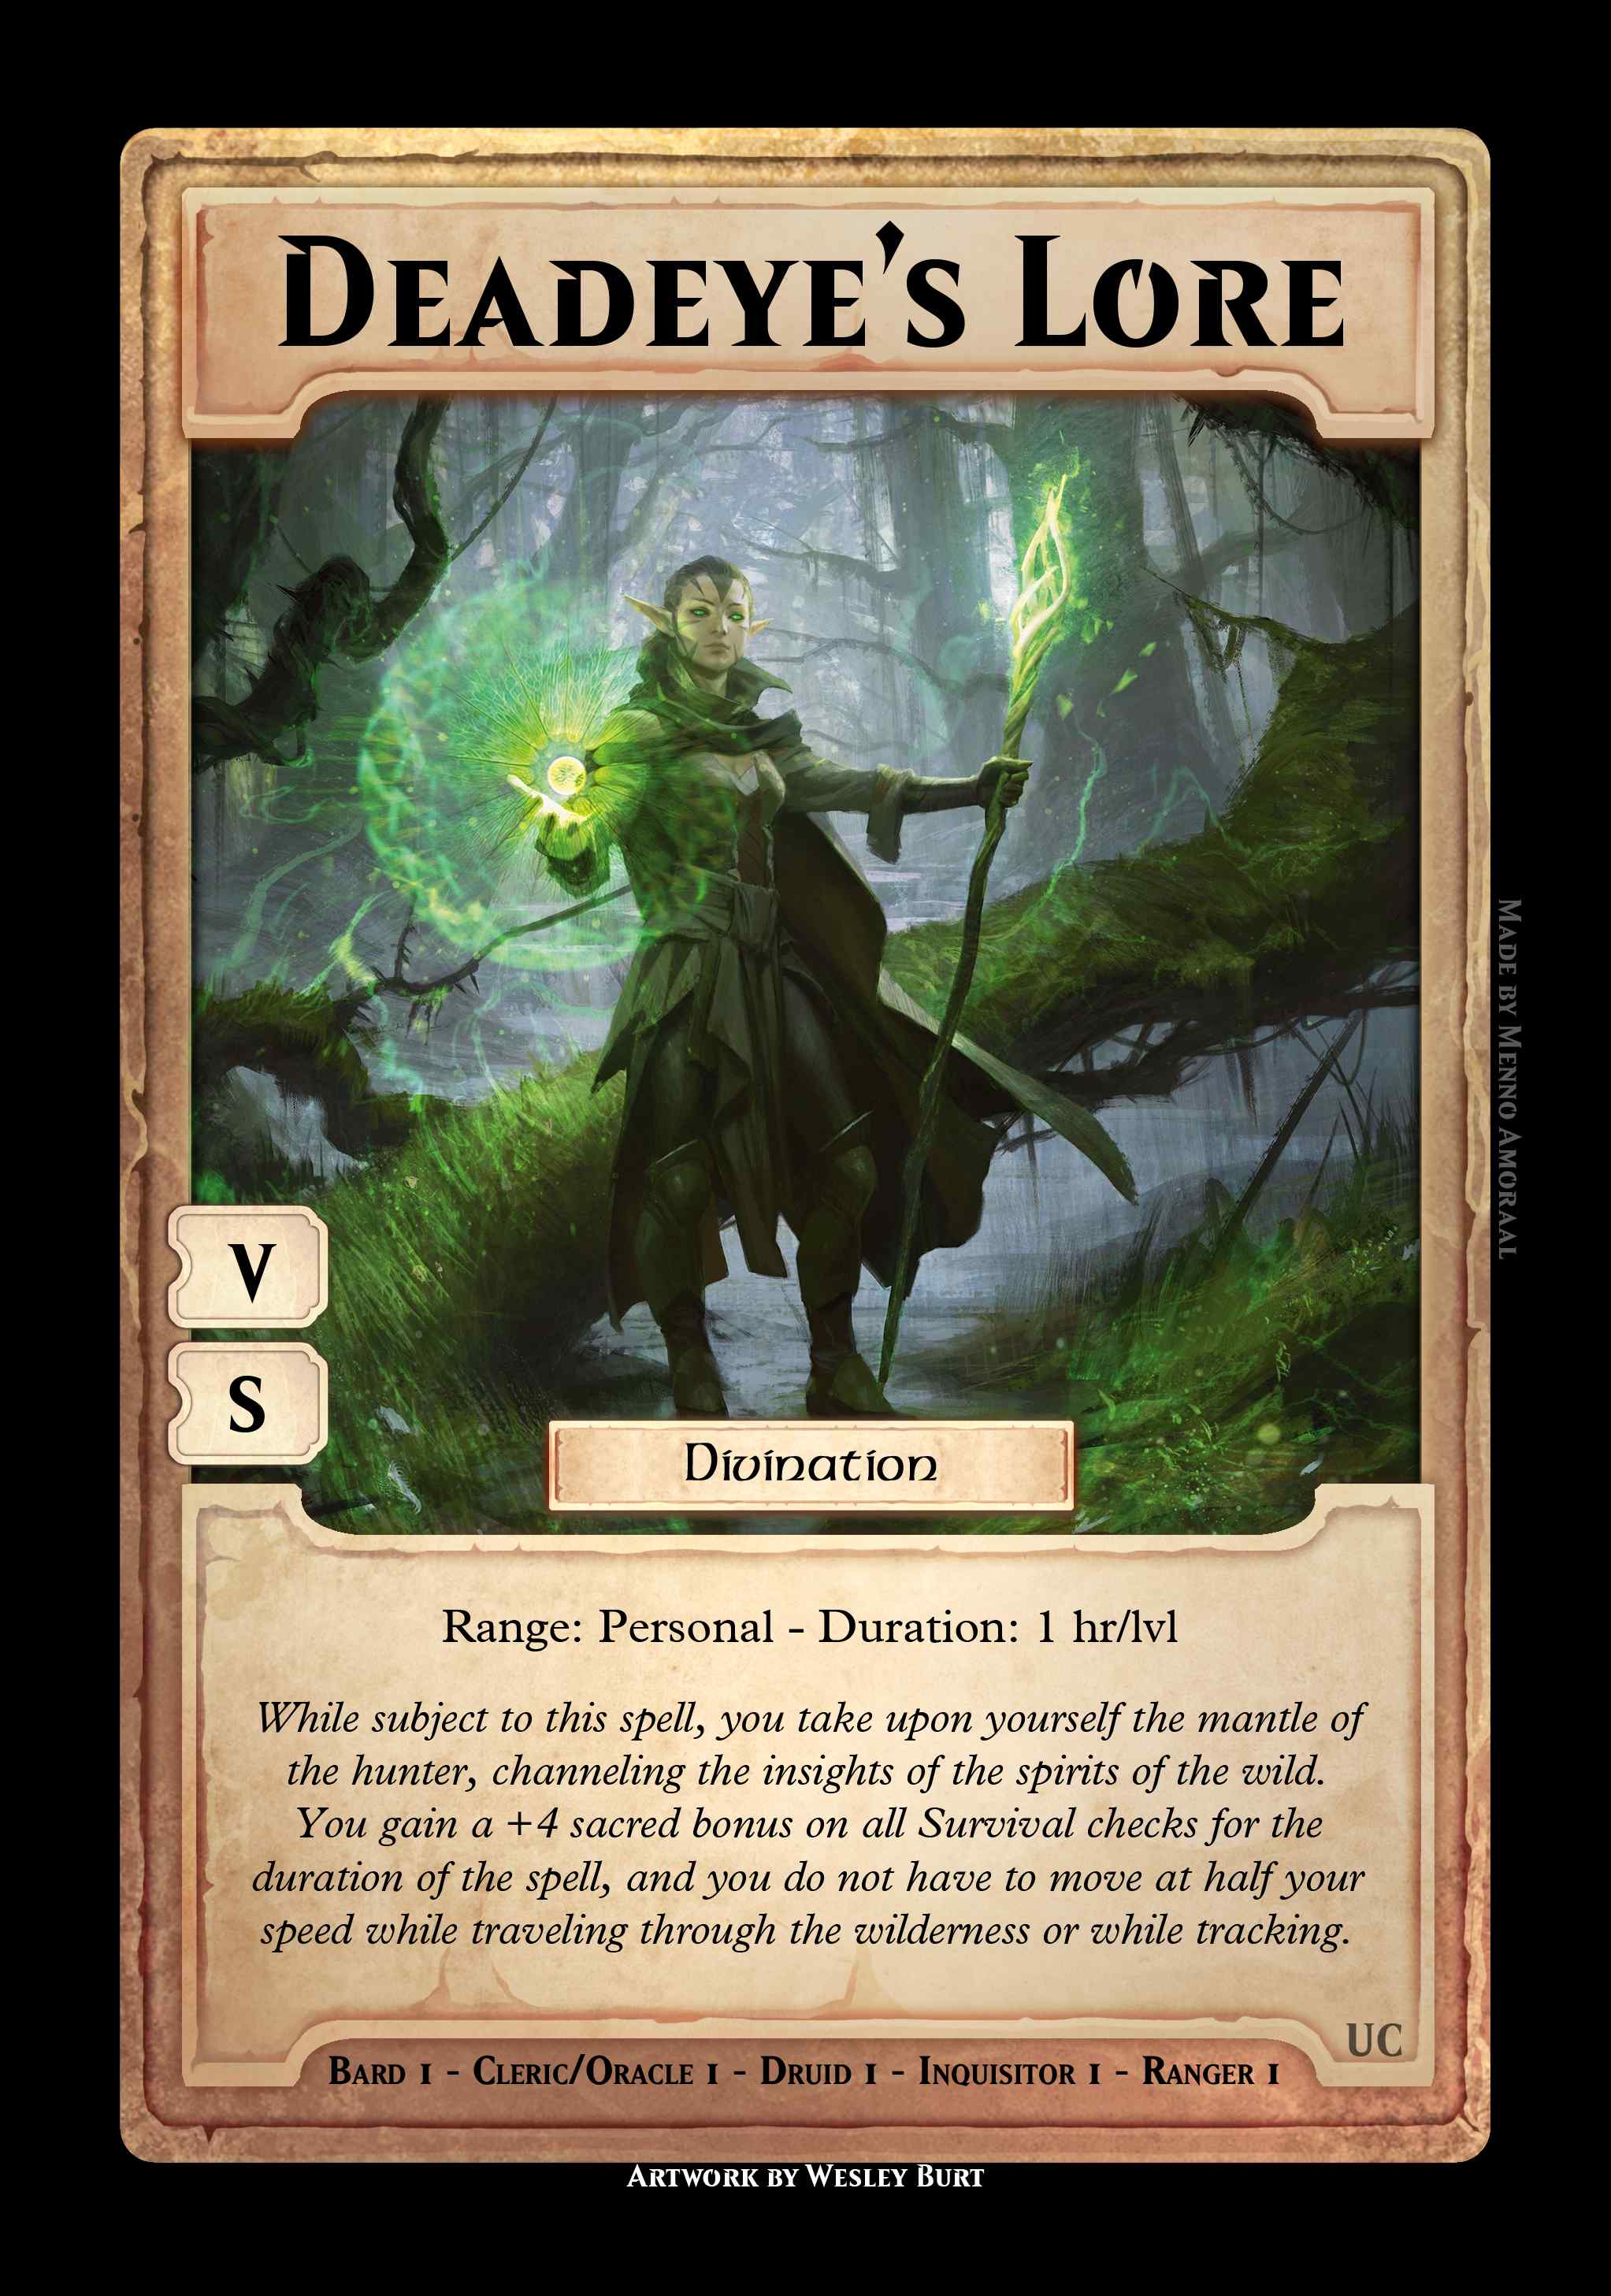 Deadeye's Lore
Made by Menno Amoraal
V
S
Divination
Range: Personal - Duration: 1 hr/lvl
While subject to this spell, you take upon yourself the mantle of
the hunter, channeling the insights of the spirits of the wild.
You gain a +4 sacred bonus on all Survival checks for the
duration of the spell, and you do not have to move at half your
speed while traveling through the wilderness or while tracking.
UC
Bard 1 - Cleric/Oracle 1 - Druid 1 - Inquisitor 1 - Ranger 1
Artwork by Wesley Burt